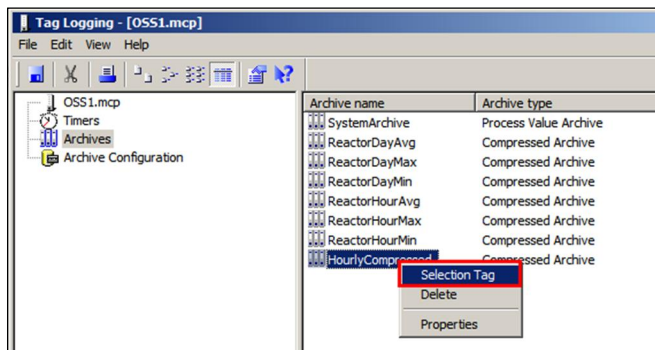 Tag Logging - [OSS1.mcp]
File Edit View Help
OSS1.mcp
Timers
Archives
Archive Configuration
Archive name Archive type
SystemArchive Process Value Archive
ReactorDayAvg Compressed Archive
ReactorDayMax Compressed Archive
ReactorDayMin Compressed Archive
ReactorHourAvg Compressed Archive
ReactorHourMax Compressed Archive
ReactorHourMin Compressed Archive
HourlyCompressed Compressed Archive
Selection Tag
Delete
Properties